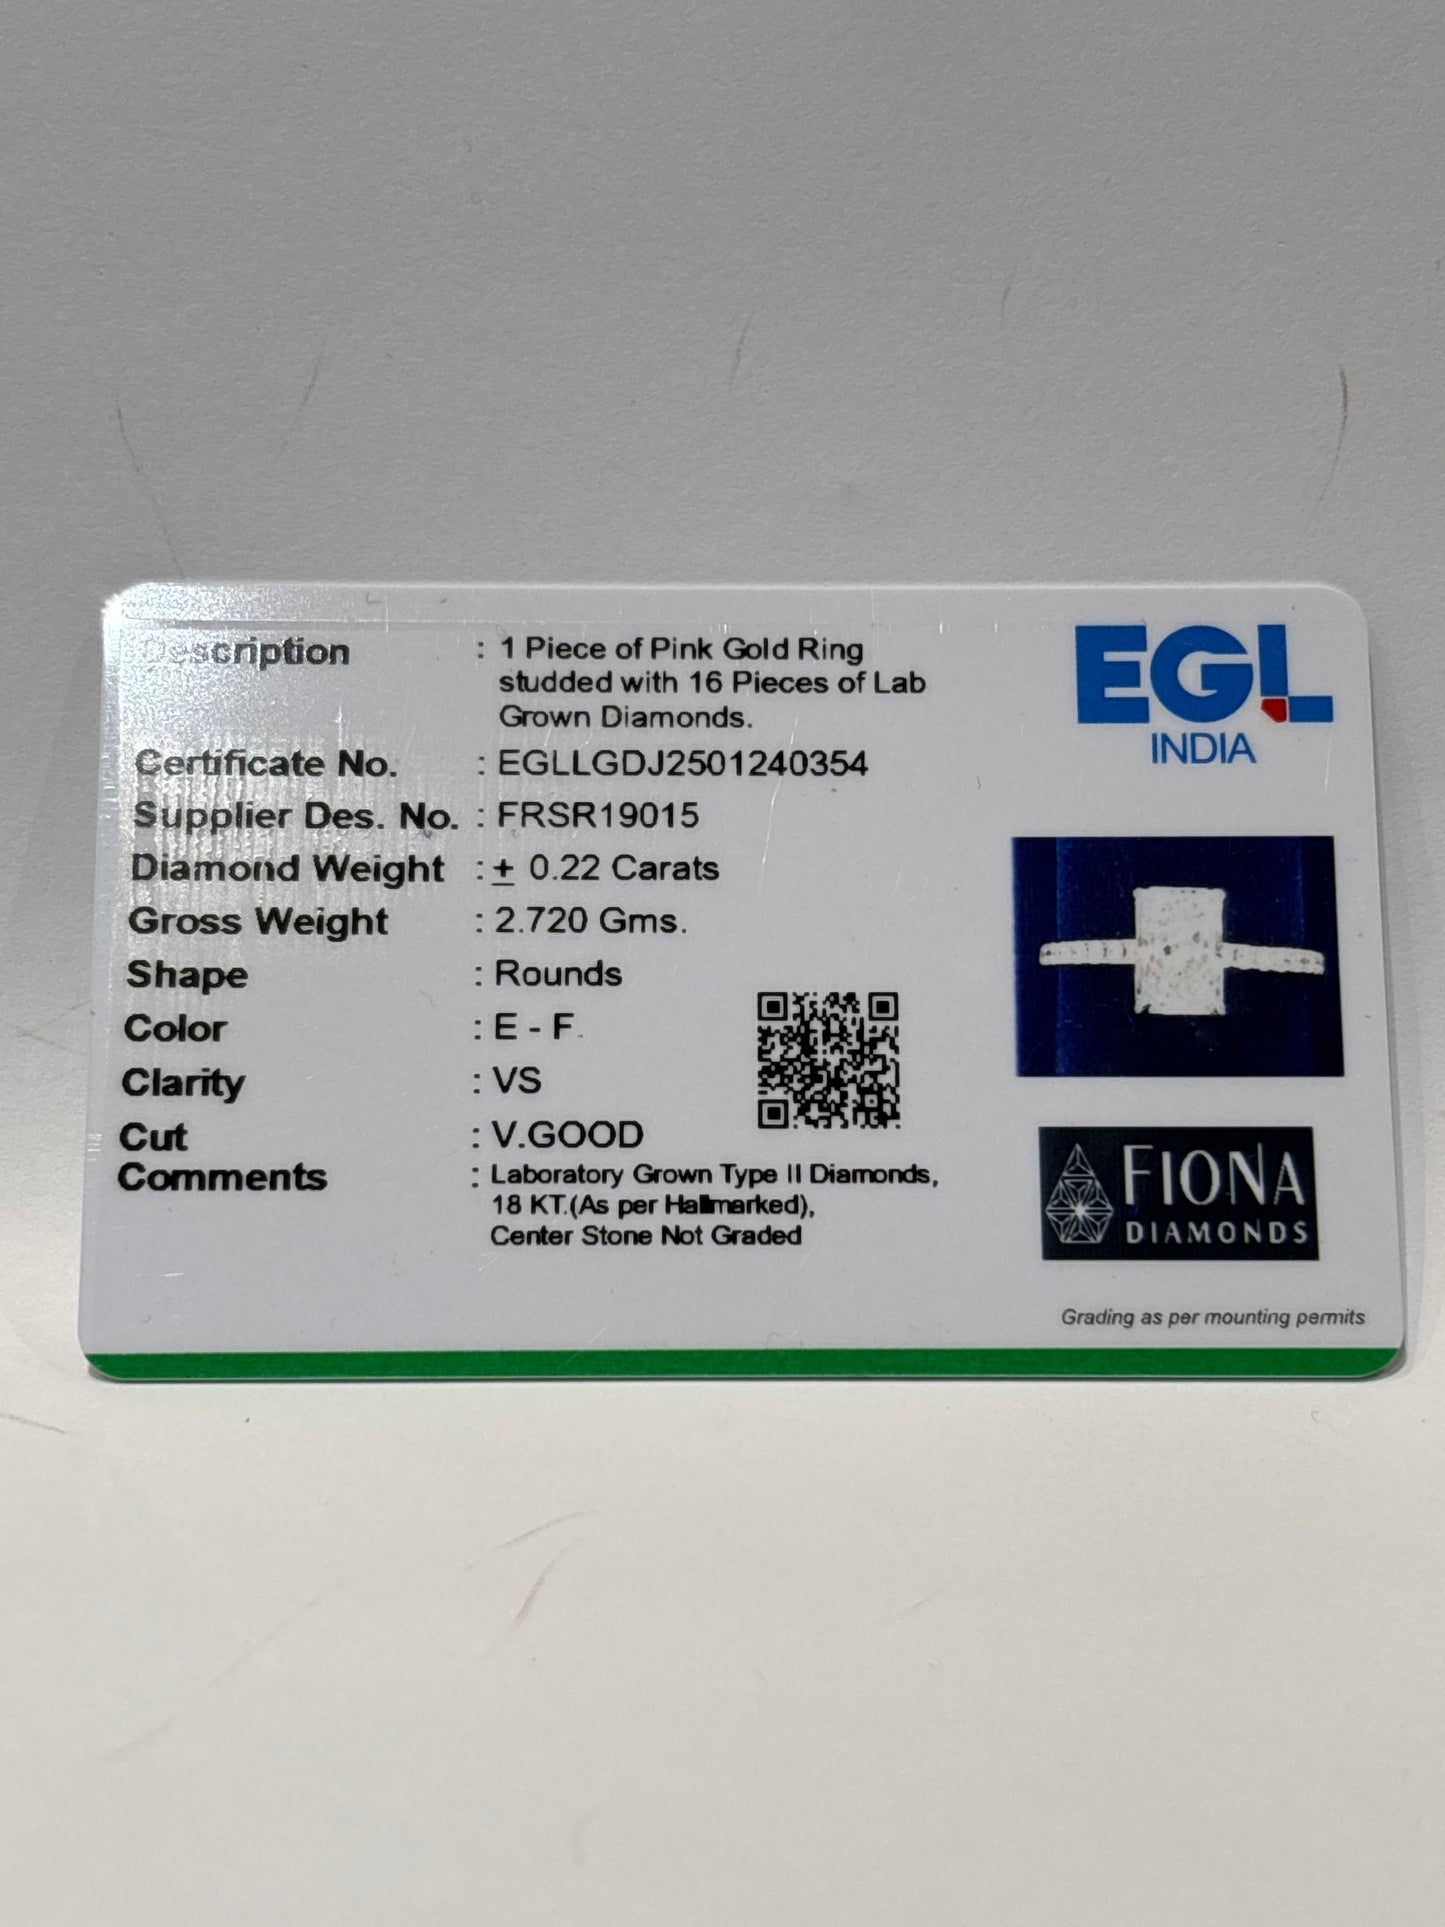 Description : 1 Piece of Pink Gold Ring
studded with 16 Pieces of Lab
Grown Diamonds.
Certificate No. : EGLLGDJ2501240354
Supplier Des. No. : FRSR19015
Diamond Weight : ± 0.22 Carats
Gross Weight : 2.720 Gms.
Shape : Rounds
Color : E - F.
Clarity : VS
Cut : V.GOOD
Comments : Laboratory Grown Type II Diamonds,
18 KT.(As per Hallmarked),
Center Stone Not Graded
EGL
INDIA
FIONA
DIAMONDS
Grading as per mounting permits